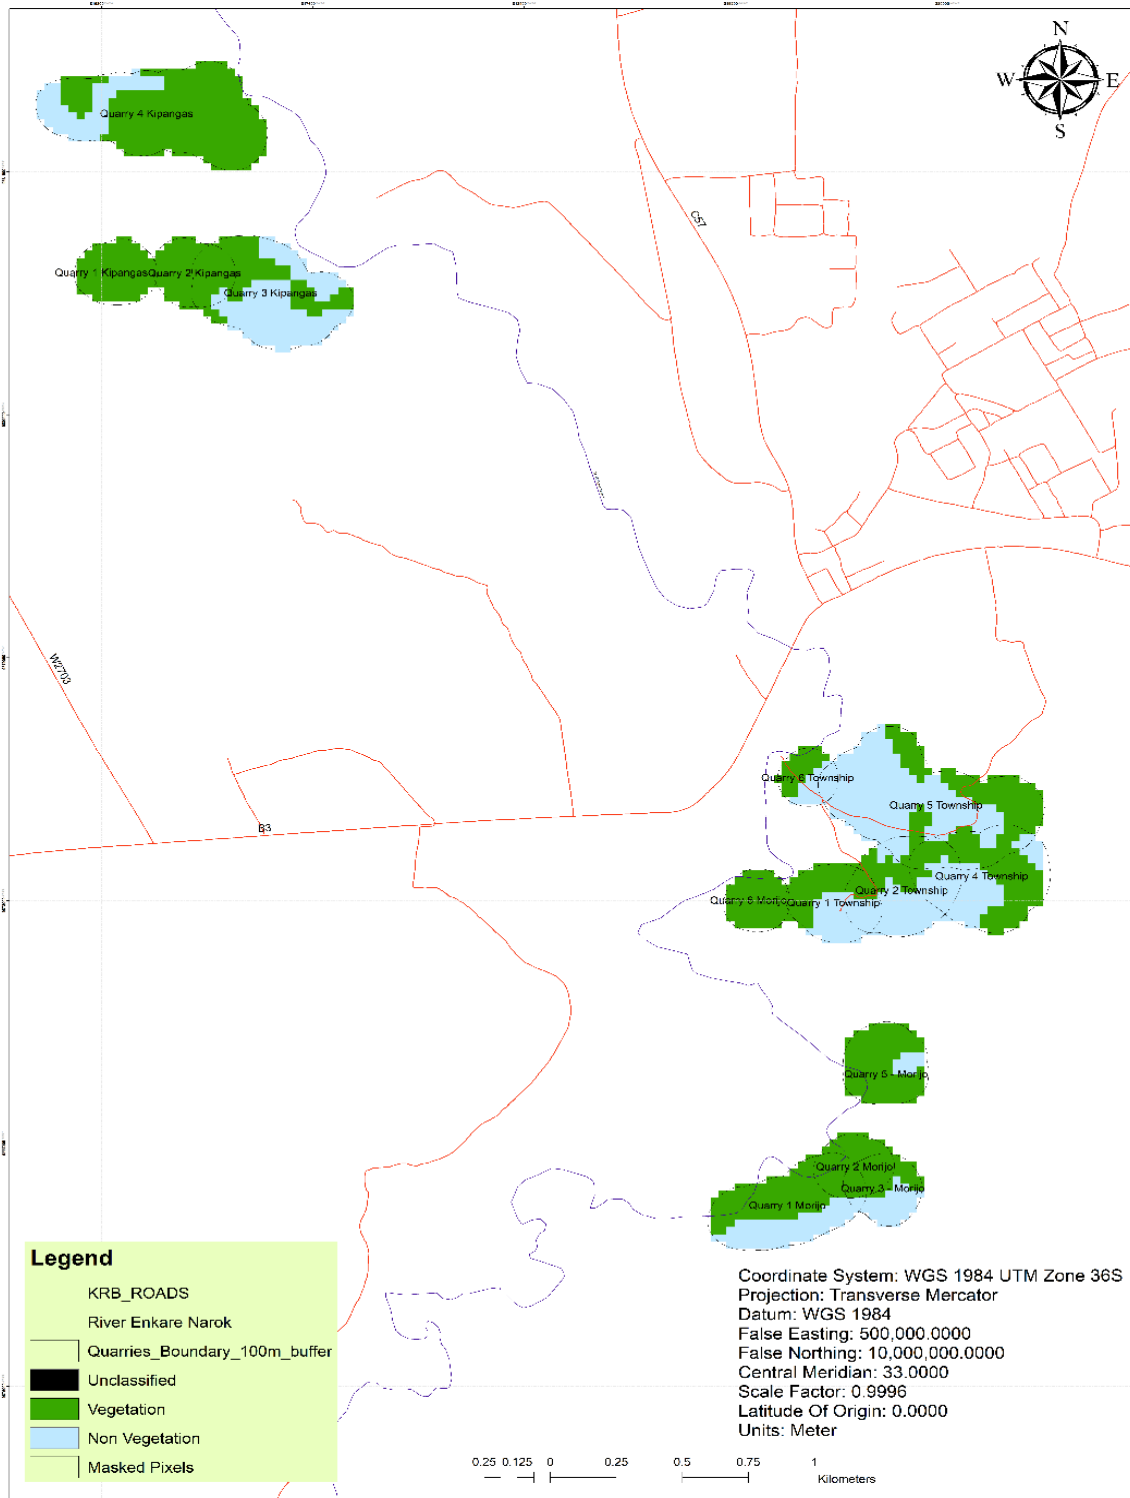 N
W
E
S
Quarry 4 Kipangas
C57
Quarry 1 Kipangas
Quarry 2 Kipangas
Quarry 3 Kipangas
W2703
B3
Quarry 6 Township
Quarry 5 Township
Quarry 4 Township
Quarry 2 Township
Quarry 6 Morijo
Quarry 1 Township
Quarry 5 - Morijo
Quarry 2 Morijo
Quarry 3 - Morijo
Quarry 1 Morijo
Legend
KRB_ROADS
River Enkare Narok
Quarries_Boundary_100m_buffer
Unclassified
Vegetation
Non Vegetation
Masked Pixels
Coordinate System: WGS 1984 UTM Zone 36S
Projection: Transverse Mercator
Datum: WGS 1984
False Easting: 500,000.0000
False Northing: 10,000,000.0000
Central Meridian: 33.0000
Scale Factor: 0.9996
Latitude Of Origin: 0.0000
Units: Meter
0.25 0.125 0 0.25 0.5 0.75 1
Kilometers